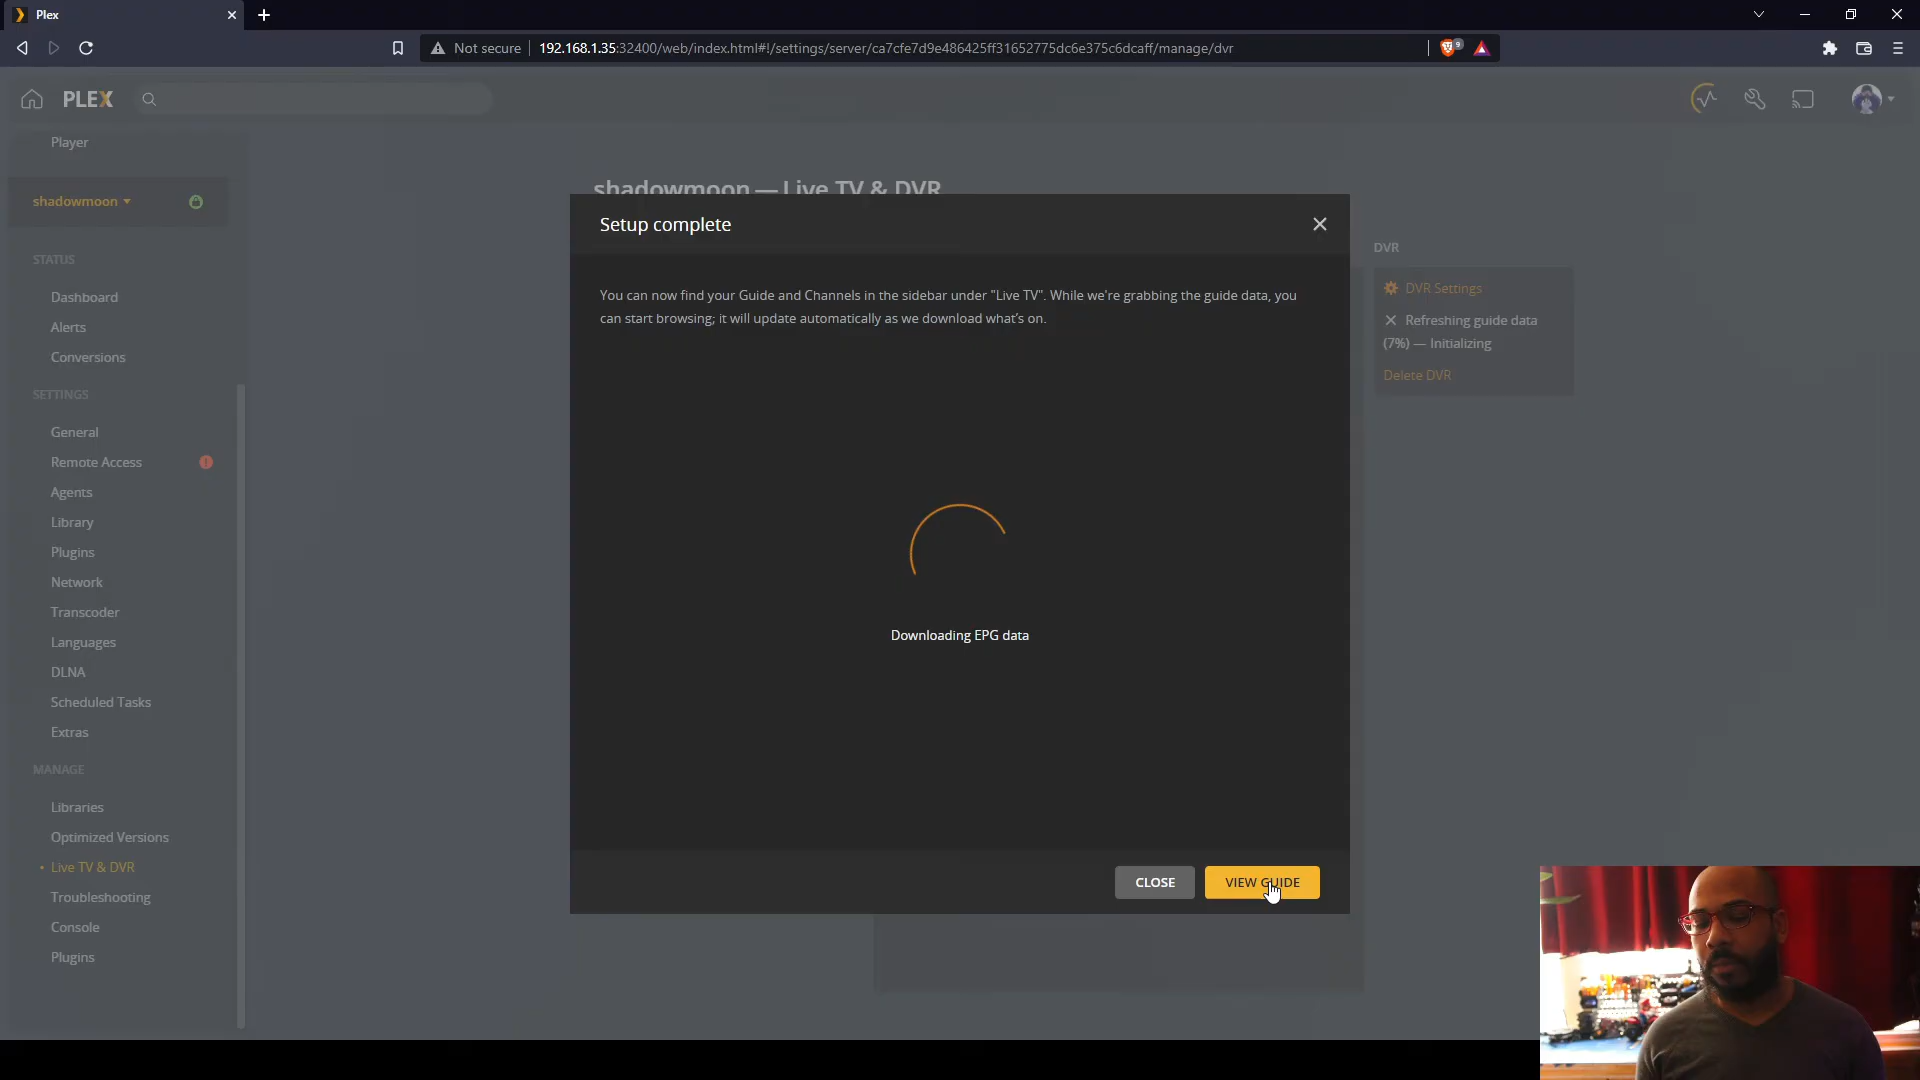 Plex
Not secure
192.168.1.35:32400/web/index.html#!/settings/server/ca7cfe7d9e486425ff31652775dc6e375c6dcaff/manage/dvr
9
PLEX
Player
shadowmoon
STATUS
Dashboard
Alerts
Conversions
SETTINGS
General
Remote Access
Agents
Library
Plugins
Network
Transcoder
Languages
DLNA
Scheduled Tasks
Extras
MANAGE
Libraries
Optimized Versions
Live TV & DVR
Troubleshooting
Console
Plugins
shadowmoon — Live TV & DVR
Setup complete
You can now find your Guide and Channels in the sidebar under "Live TV". While we're grabbing the guide data, you
can start browsing; it will update automatically as we download what's on.
Downloading EPG data
CLOSE
VIEW GUIDE
DVR
DVR Settings
Refreshing guide data
(7%) — Initializing
Delete DVR